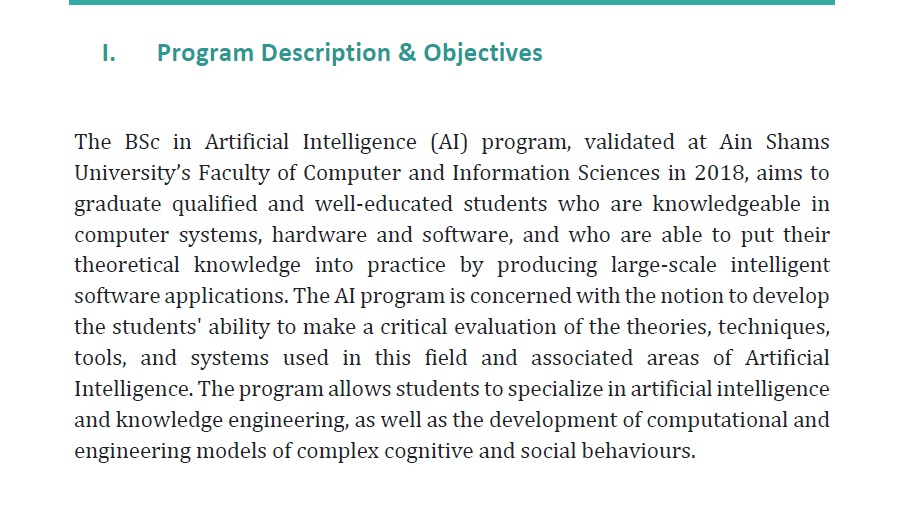 I. Program Description & Objectives
The BSc in Artificial Intelligence (AI) program, validated at Ain Shams
University’s Faculty of Computer and Information Sciences in 2018, aims to
graduate qualified and well-educated students who are knowledgeable in
computer systems, hardware and software, and who are able to put their
theoretical knowledge into practice by producing large-scale intelligent
software applications. The AI program is concerned with the notion to develop
the students' ability to make a critical evaluation of the theories, techniques,
tools, and systems used in this field and associated areas of Artificial
Intelligence. The program allows students to specialize in artificial intelligence
and knowledge engineering, as well as the development of computational and
engineering models of complex cognitive and social behaviours.